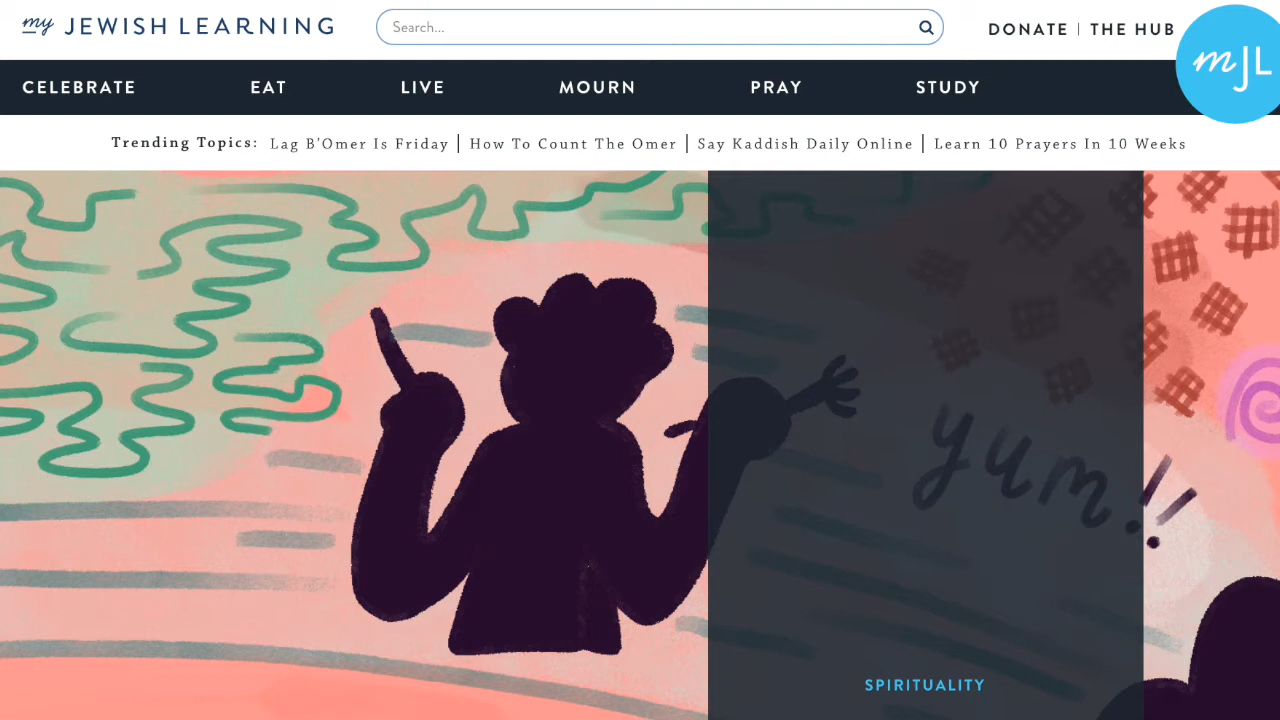 my JEWISH LEARNING
Search...
DONATE | THE HUB
mJL
CELEBRATE EAT LIVE MOURN PRAY STUDY
Trending Topics: Lag B'Omer Is Friday | How To Count The Omer | Say Kaddish Daily Online | Learn 10 Prayers In 10 Weeks
yum!!
SPIRITUALITY